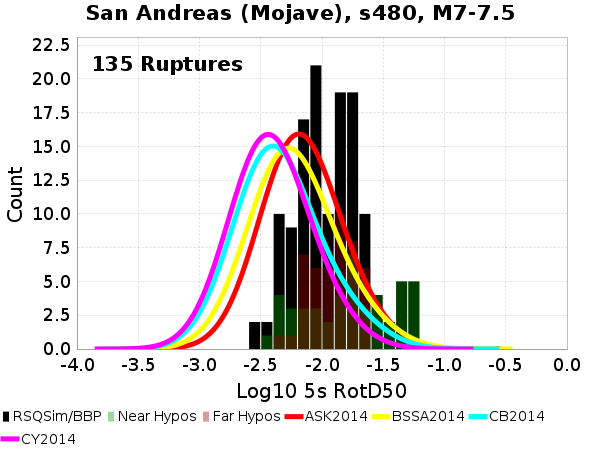 San Andreas (Mojave), s480, M7-7.5
135 Ruptures
Count
22.5
20.0
17.5
15.0
12.5
10.0
7.5
5.0
2.5
0.0
-4.0 -3.5 -3.0 -2.5 -2.0 -1.5 -1.0 -0.5 0.0
Log10 5s RotD50
RSQSim/BBP Near Hypos Far Hypos ASK2014 BSSA2014 CB2014
CY2014